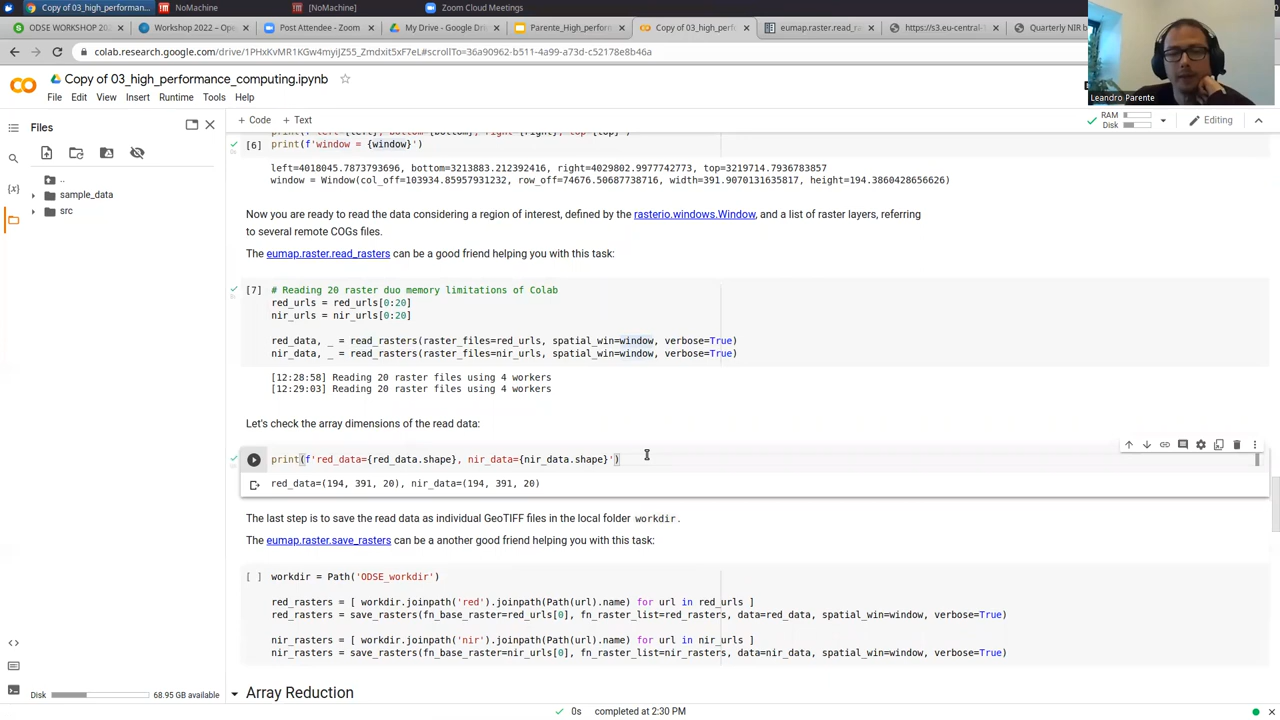 Copy of 03_high_performan...
NoMachine
[NoMachine]
Zoom Cloud Meetings
ODSE WORKSHOP 2022
Workshop 2022 – Opent
Post Attendee - Zoom
My Drive - Google D
Parente_High_perform
Copy of 03_high_perfo
eumap.raster.read_ra
https://s3.eu-central-1
Quarterly NIR b
colab.research.google.com/drive/1PHxKvMR1KGw4myiJZ55_Zmdxit5xF7eL#scrollTo=36a90962-b511-4a99-a73d-c52178e8b46a
Leandro Parente
Copy of 03_high_performance_computing.ipynb
File Edit View Insert Runtime Tools Help
Files
+ Code + Text
RAM
Disk
Editing
..
sample_data
src
[6]
print(f'window = {window}')
left=4018045.7873793696, bottom=3213883.212392416, right=4029802.9977742773, top=3219714.7936783857
window = Window(col_off=103934.85957931232, row_off=74676.50687738716, width=391.9070131635817, height=194.3860428656626)
Now you are ready to read the data considering a region of interest, defined by the rasterio.windows.Window, and a list of raster layers, referring
to several remote COGs files.
The eumap.raster.read_rasters can be a good friend helping you with this task:
[7] # Reading 20 raster duo memory limitations of Colab
red_urls = red_urls[0:20]
nir_urls = nir_urls[0:20]
red_data, _ = read_rasters(raster_files=red_urls, spatial_win=window, verbose=True)
nir_data, _ = read_rasters(raster_files=nir_urls, spatial_win=window, verbose=True)
[12:28:58] Reading 20 raster files using 4 workers
[12:29:03] Reading 20 raster files using 4 workers
Let's check the array dimensions of the read data:
print(f'red_data={red_data.shape}, nir_data={nir_data.shape}')
red_data=(194, 391, 20), nir_data=(194, 391, 20)
The last step is to save the read data as individual GeoTIFF files in the local folder workdir.
The eumap.raster.save_rasters can be a another good friend helping you with this task:
[ ] workdir = Path('ODSE_workdir')
red_rasters = [ workdir.joinpath('red').joinpath(Path(url).name) for url in red_urls ]
red_rasters = save_rasters(fn_base_raster=red_urls[0], fn_raster_list=red_rasters, data=red_data, spatial_win=window, verbose=True)
nir_rasters = [ workdir.joinpath('nir').joinpath(Path(url).name) for url in nir_urls ]
nir_rasters = save_rasters(fn_base_raster=nir_urls[0], fn_raster_list=nir_rasters, data=nir_data, spatial_win=window, verbose=True)
Array Reduction
Disk
68.95 GB available
0s completed at 2:30 PM